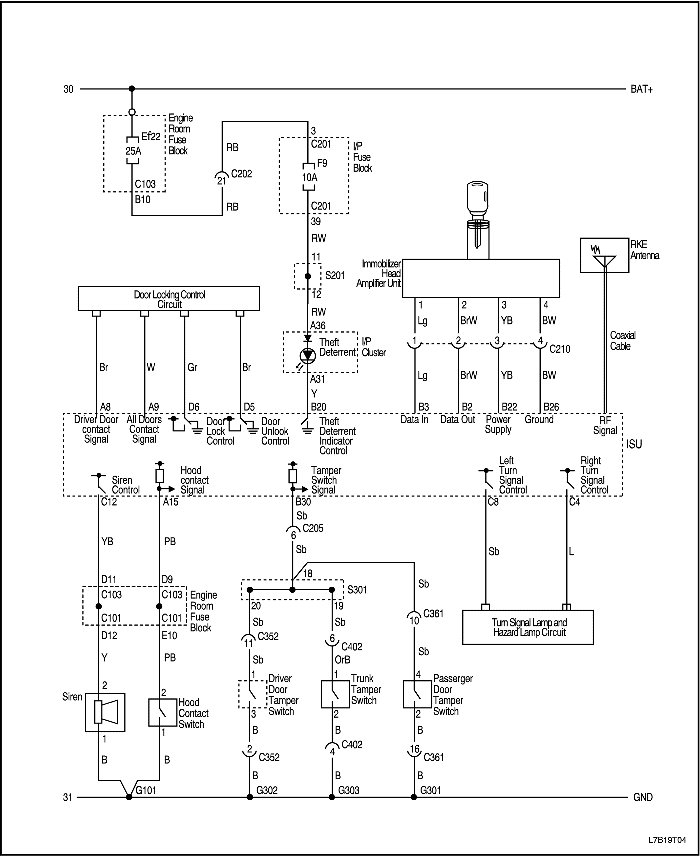 30
BAT+
Engine
Room
Fuse
Block
Ef22
25A
C103
B10
RB
C202
21
RB
3
C201
I/P
Fuse
Block
F9
10A
C201
39
RW
11
S201
12
RW
A36
Theft
Deterrent
I/P
Cluster
A31
Y
B20
Immobilizer
Head
Amplifier Unit
RKE
Antenna
Coaxial
Cable
1 2 3 4
Lg BrW YB BW
1 2 3 4 C210
Lg BrW YB BW
B3 B2 B22 B26
Data In Data Out Power
Supply
Ground
RF
Signal
Door Locking Control
Circuit
Br W Gr Br
A8 A9 D6 D5
Driver Door
contact
Signal
All Doors
Contact
Signal
Door
Lock
Control
Door
Unlook
Control
Theft
Deterrent
Indicator
Control
ISU
Siren
Control
Hood
contact
Signal
Tamper
Switch
Signal
Left
Turn
Signal
Control
Right
Turn
Signal
Control
C12 A15 B30 C8 C4
Sb
C205
6
Sb
YB PB
Sb L
D11 D9
C103 C103
C101 C101
Engine
Room
Fuse
Block
D12 E10
Y PB
18
S301
20 19
Sb Sb Sb
C352
11
6
C402
C361
10
Sb OrB Sb
Turn Signal Lamp and
Hazard Lamp Circuit
Siren
2
1
2
Hood
Contact
Switch
1
1
Driver
Door
Tamper
Switch
3
1
Trunk
Tamper
Switch
2
4
Passerger
Door
Tamper
Switch
2
B B B
2
C352
C402
4
16
C361
B B B B B
31
G101 G302 G303 G301
GND
L7B19T04